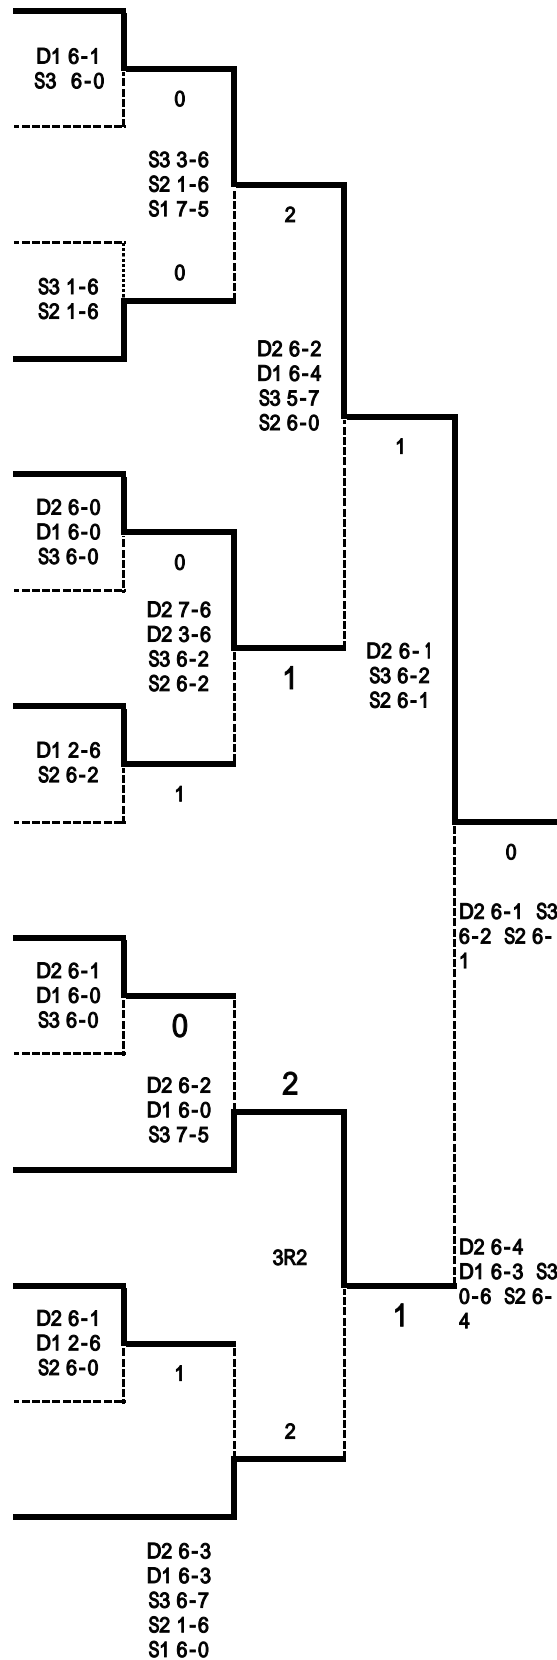 D1 6-1
S3 6-0
0
S3 3-6
S2 1-6
S1 7-5
2
0
S3 1-6
S2 1-6
D2 6-2
D1 6-4
S3 5-7
S2 6-0
1
D2 6-0
D1 6-0
S3 6-0
0
D2 7-6
D2 3-6
S3 6-2
S2 6-2
1
D2 6-1
S3 6-2
S2 6-1
D1 2-6
S2 6-2
1
0
D2 6-1 S3
6-2 S2 6-
1
D2 6-1
D1 6-0
S3 6-0
0
D2 6-2
D1 6-0
S3 7-5
2
3R2
D2 6-4
D1 6-3 S3
0-6 S2 6-
4
1
D2 6-1
D1 2-6
S2 6-0
1
2
D2 6-3
D1 6-3
S3 6-7
S2 1-6
S1 6-0